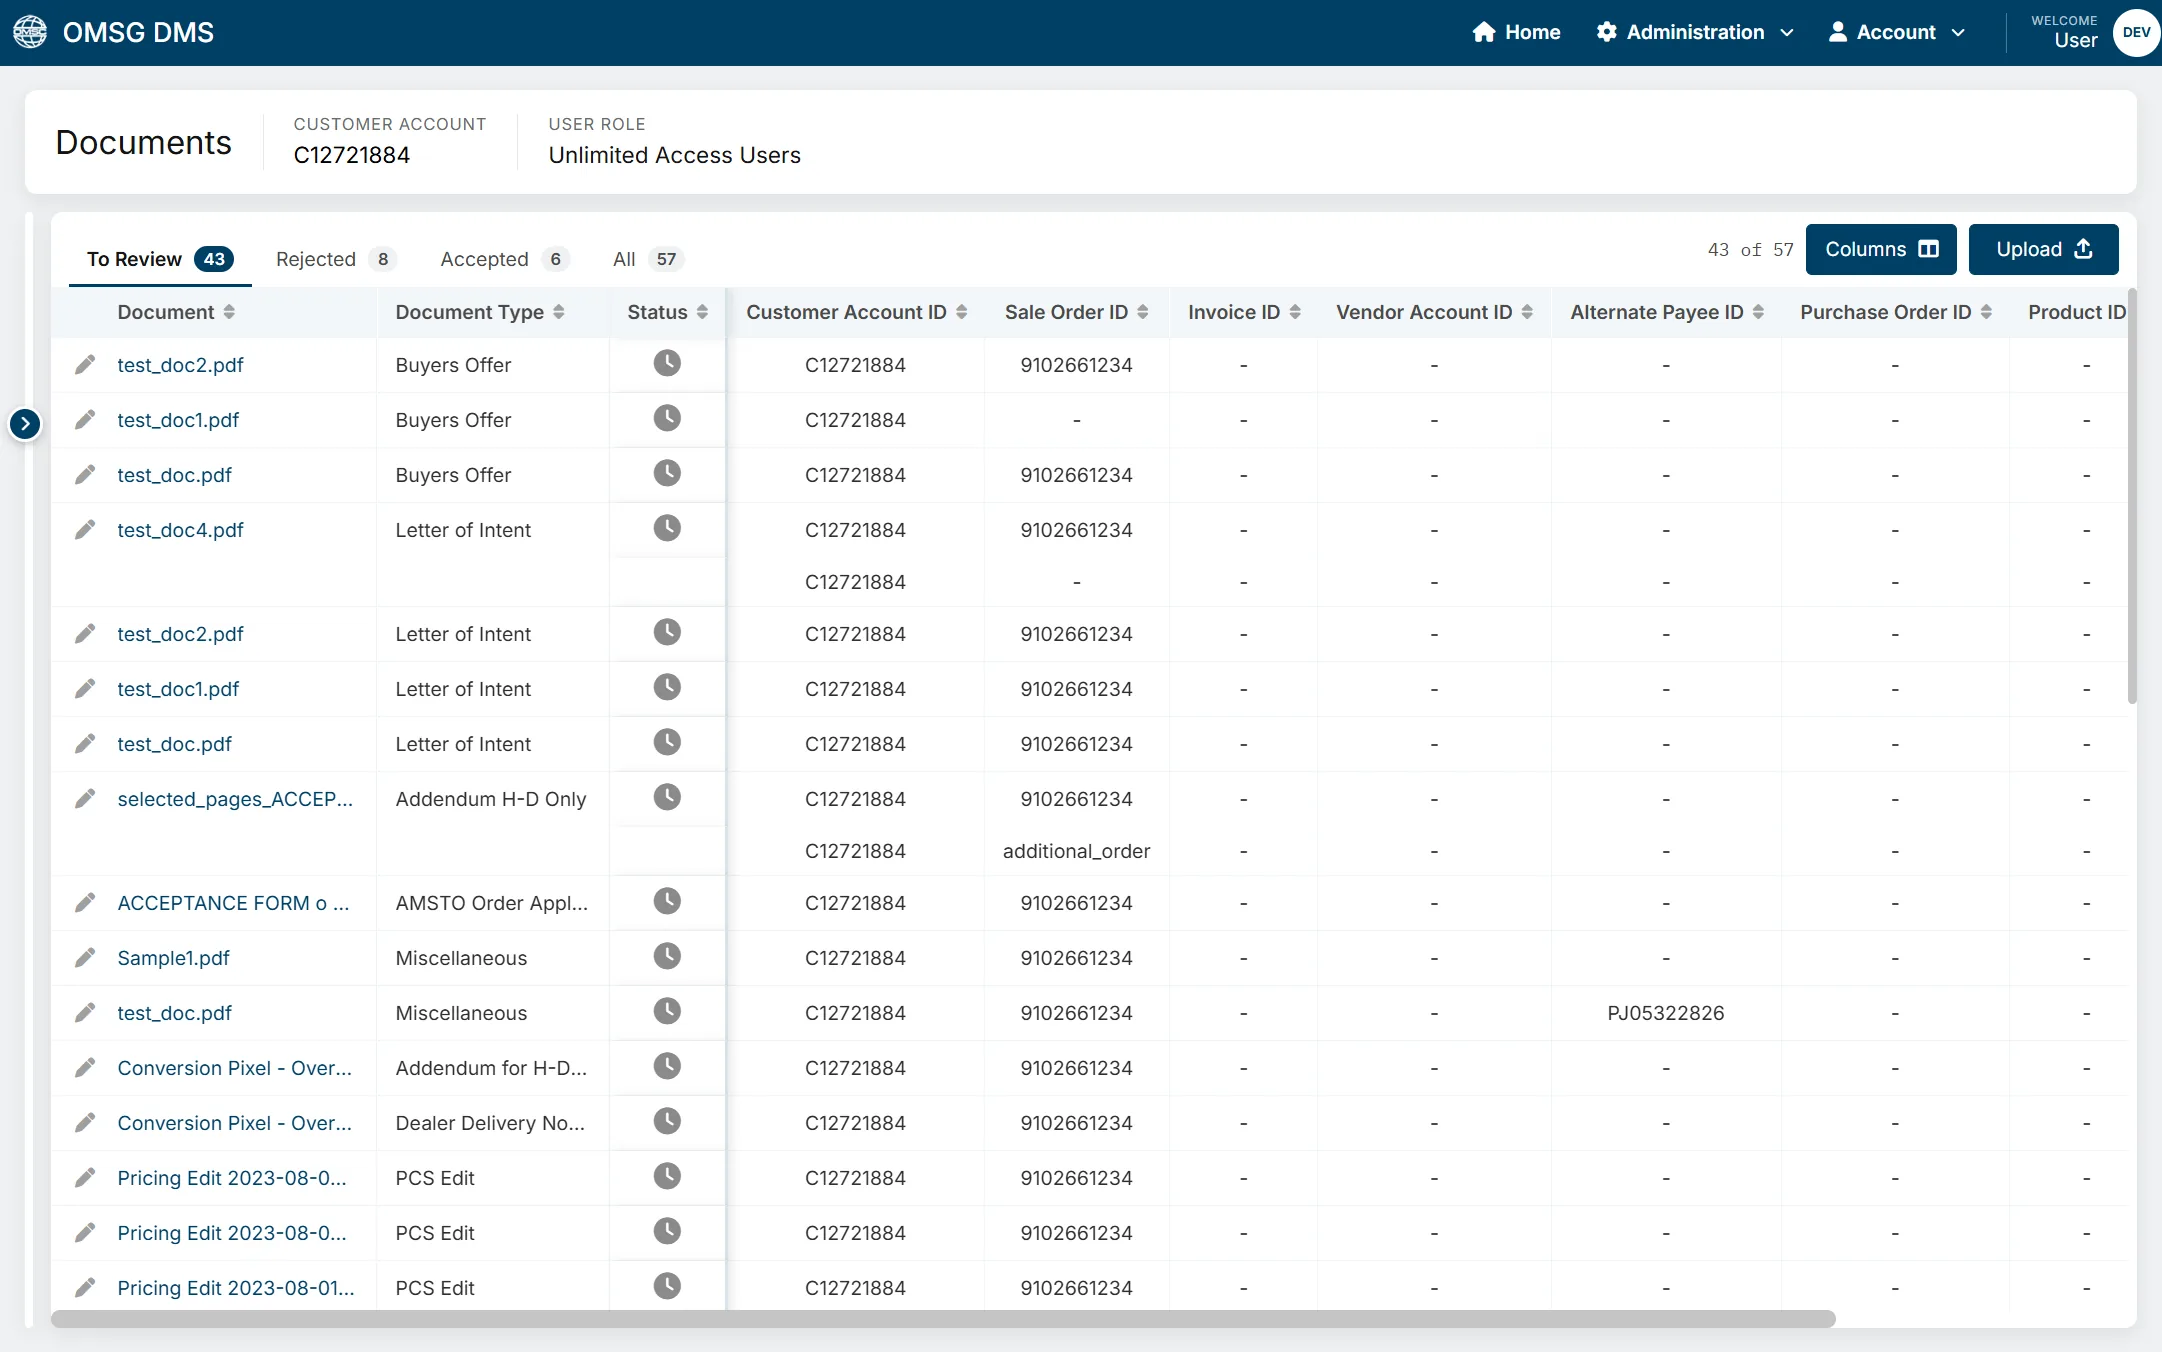 OMSG DMS
Home
Administration
Account
WELCOME
User
DEV
Documents
CUSTOMER ACCOUNT
C12721884
USER ROLE
Unlimited Access Users
To Review 43
Rejected 8
Accepted 6
All 57
43 of 57
Columns
Upload
Document Document Type Status Customer Account ID Sale Order ID Invoice ID Vendor Account ID Alternate Payee ID Purchase Order ID Product ID
test_doc2.pdf Buyers Offer C12721884 9102661234 - - - - -
test_doc1.pdf Buyers Offer C12721884 - - - - - -
test_doc.pdf Buyers Offer C12721884 9102661234 - - - - -
test_doc4.pdf Letter of Intent C12721884 9102661234 - - - - -
C12721884 - - - - - -
test_doc2.pdf Letter of Intent C12721884 9102661234 - - - - -
test_doc1.pdf Letter of Intent C12721884 9102661234 - - - - -
test_doc.pdf Letter of Intent C12721884 9102661234 - - - - -
selected_pages_ACCEP... Addendum H-D Only C12721884 9102661234 - - - - -
C12721884 additional_order - - - - -
ACCEPTANCE FORM o ... AMSTO Order Appl... C12721884 9102661234 - - - - -
Sample1.pdf Miscellaneous C12721884 9102661234 - - - - -
test_doc.pdf Miscellaneous C12721884 9102661234 - - PJ05322826 - -
Conversion Pixel - Over... Addendum for H-D... C12721884 9102661234 - - - - -
Conversion Pixel - Over... Dealer Delivery No... C12721884 9102661234 - - - - -
Pricing Edit 2023-08-0... PCS Edit C12721884 9102661234 - - - - -
Pricing Edit 2023-08-0... PCS Edit C12721884 9102661234 - - - - -
Pricing Edit 2023-08-01... PCS Edit C12721884 9102661234 - - - - -